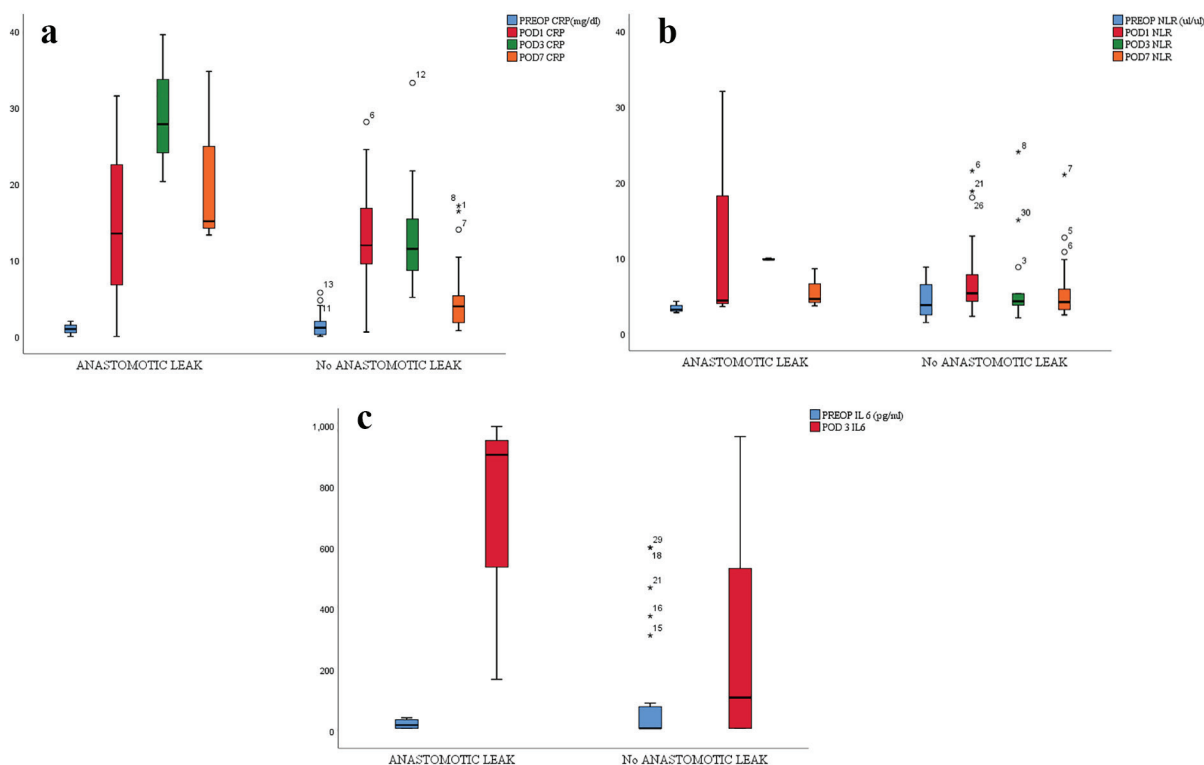 a
PREOP CRP(mg/dl)
POD1 CRP
POD3 CRP
POD7 CRP
40
30
20
10
0
12
6
8
1
7
13
11
ANASTOMOTIC LEAK
No ANASTOMOTIC LEAK
b
PREOP NLR (ul/ul)
POD1 NLR
POD3 NLR
POD7 NLR
40
30
20
10
0
6
21
26
8
30
3
7
5
6
ANASTOMOTIC LEAK
No ANASTOMOTIC LEAK
c
PREOP IL 6 (pg/ml)
POD 3 IL6
1,000
800
600
400
200
0
29
18
21
16
15
ANASTOMOTIC LEAK
No ANASTOMOTIC LEAK